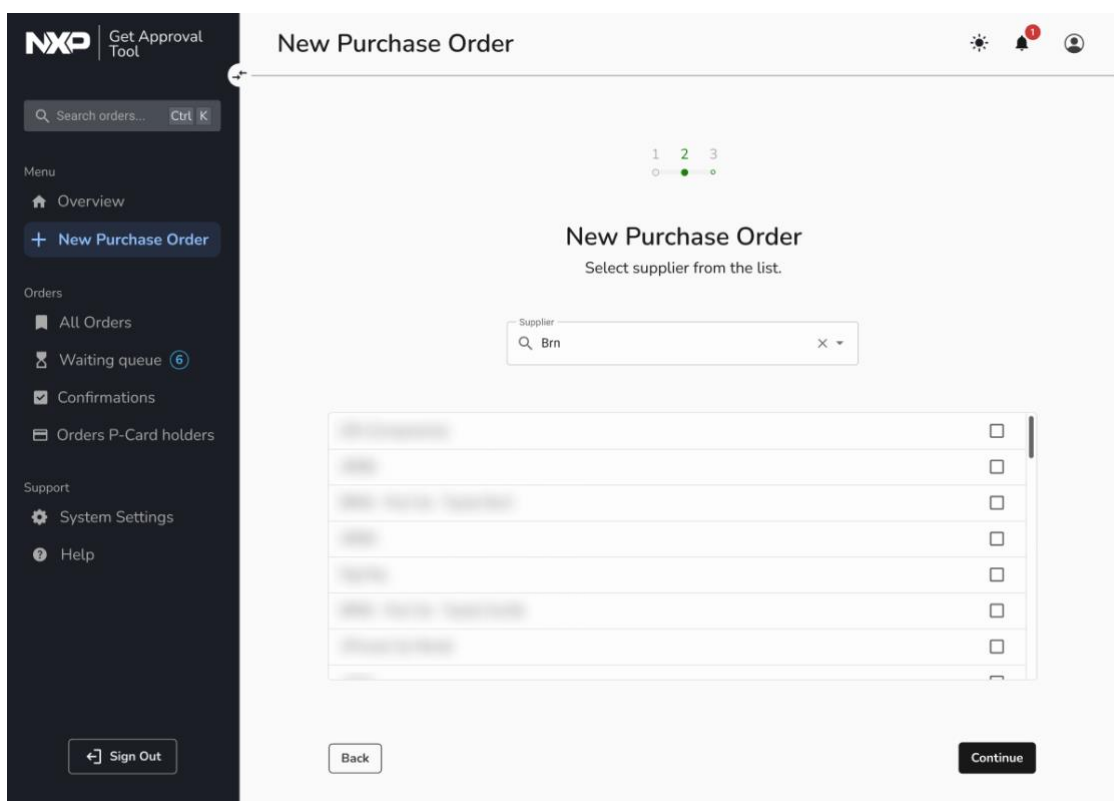 NXP
Get Approval
Tool
Search orders... Ctrl K
Menu
Overview
New Purchase Order
Orders
All Orders
Waiting queue 6
Confirmations
Orders P-Card holders
Support
System Settings
Help
Sign Out
New Purchase Order
1
1 2 3
New Purchase Order
Select supplier from the list.
Supplier
Brn
Back
Continue